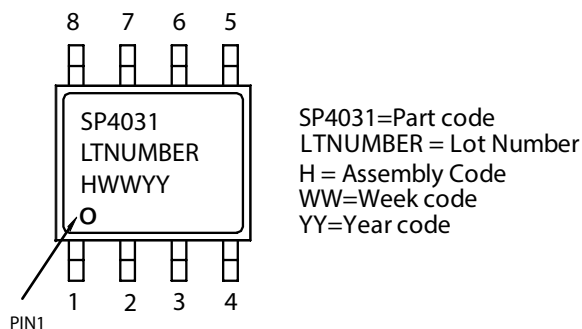 8 7 6 5
SP4031
LTNUMBER
HWWYY
O
1 2 3 4
PIN1
SP4031=Part code
LTNUMBER = Lot Number
H = Assembly Code
WW=Week code
YY=Year code